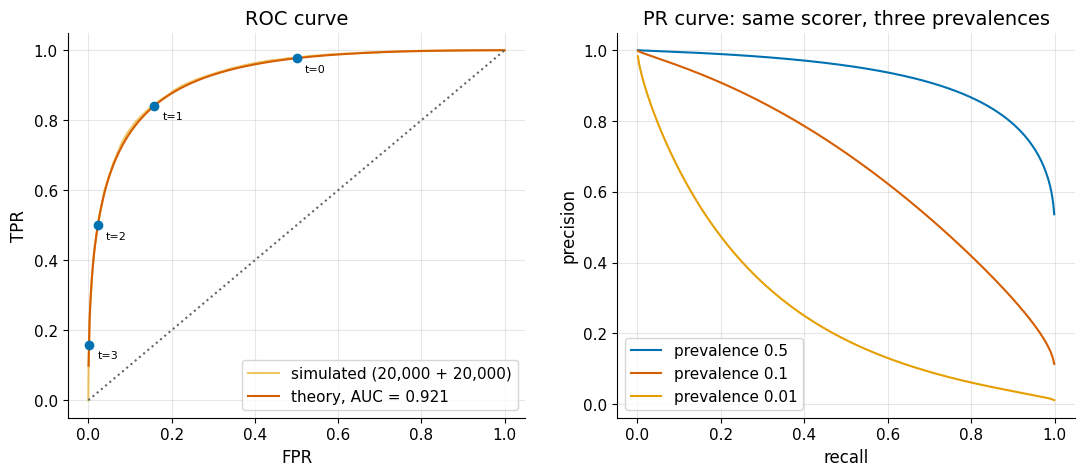 ROC curve
1.0
0.8
0.6
0.4
0.2
0.0
TPR
t=0
t=1
t=2
t=3
simulated (20,000 + 20,000)
theory, AUC = 0.921
0.0 0.2 0.4 0.6 0.8 1.0
FPR
PR curve: same scorer, three prevalences
1.0
0.8
0.6
0.4
0.2
0.0
precision
prevalence 0.5
prevalence 0.1
prevalence 0.01
0.0 0.2 0.4 0.6 0.8 1.0
recall